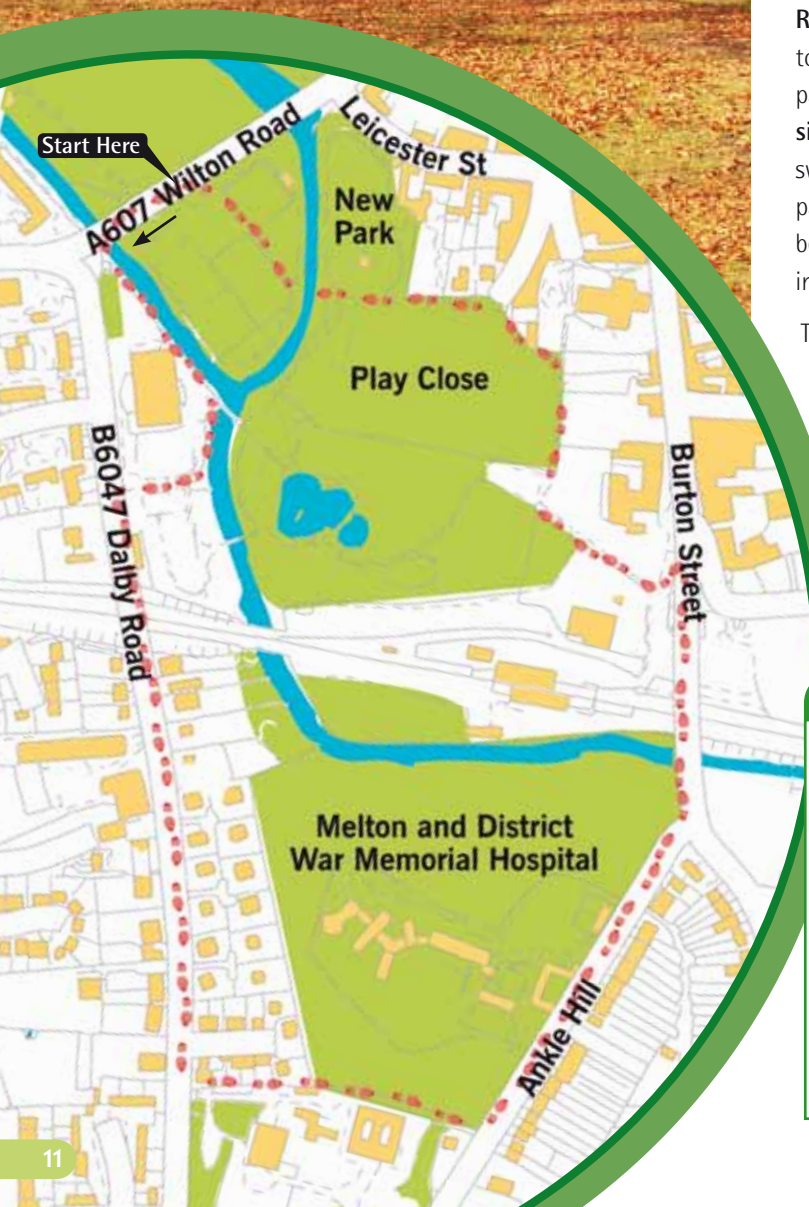 Start Here
A607 Wilton Road
Leicester St
New
Park
Play Close
B6047 Dalby Road
Burton Street
Melton and District
War Memorial Hospital
Ankle Hill
11